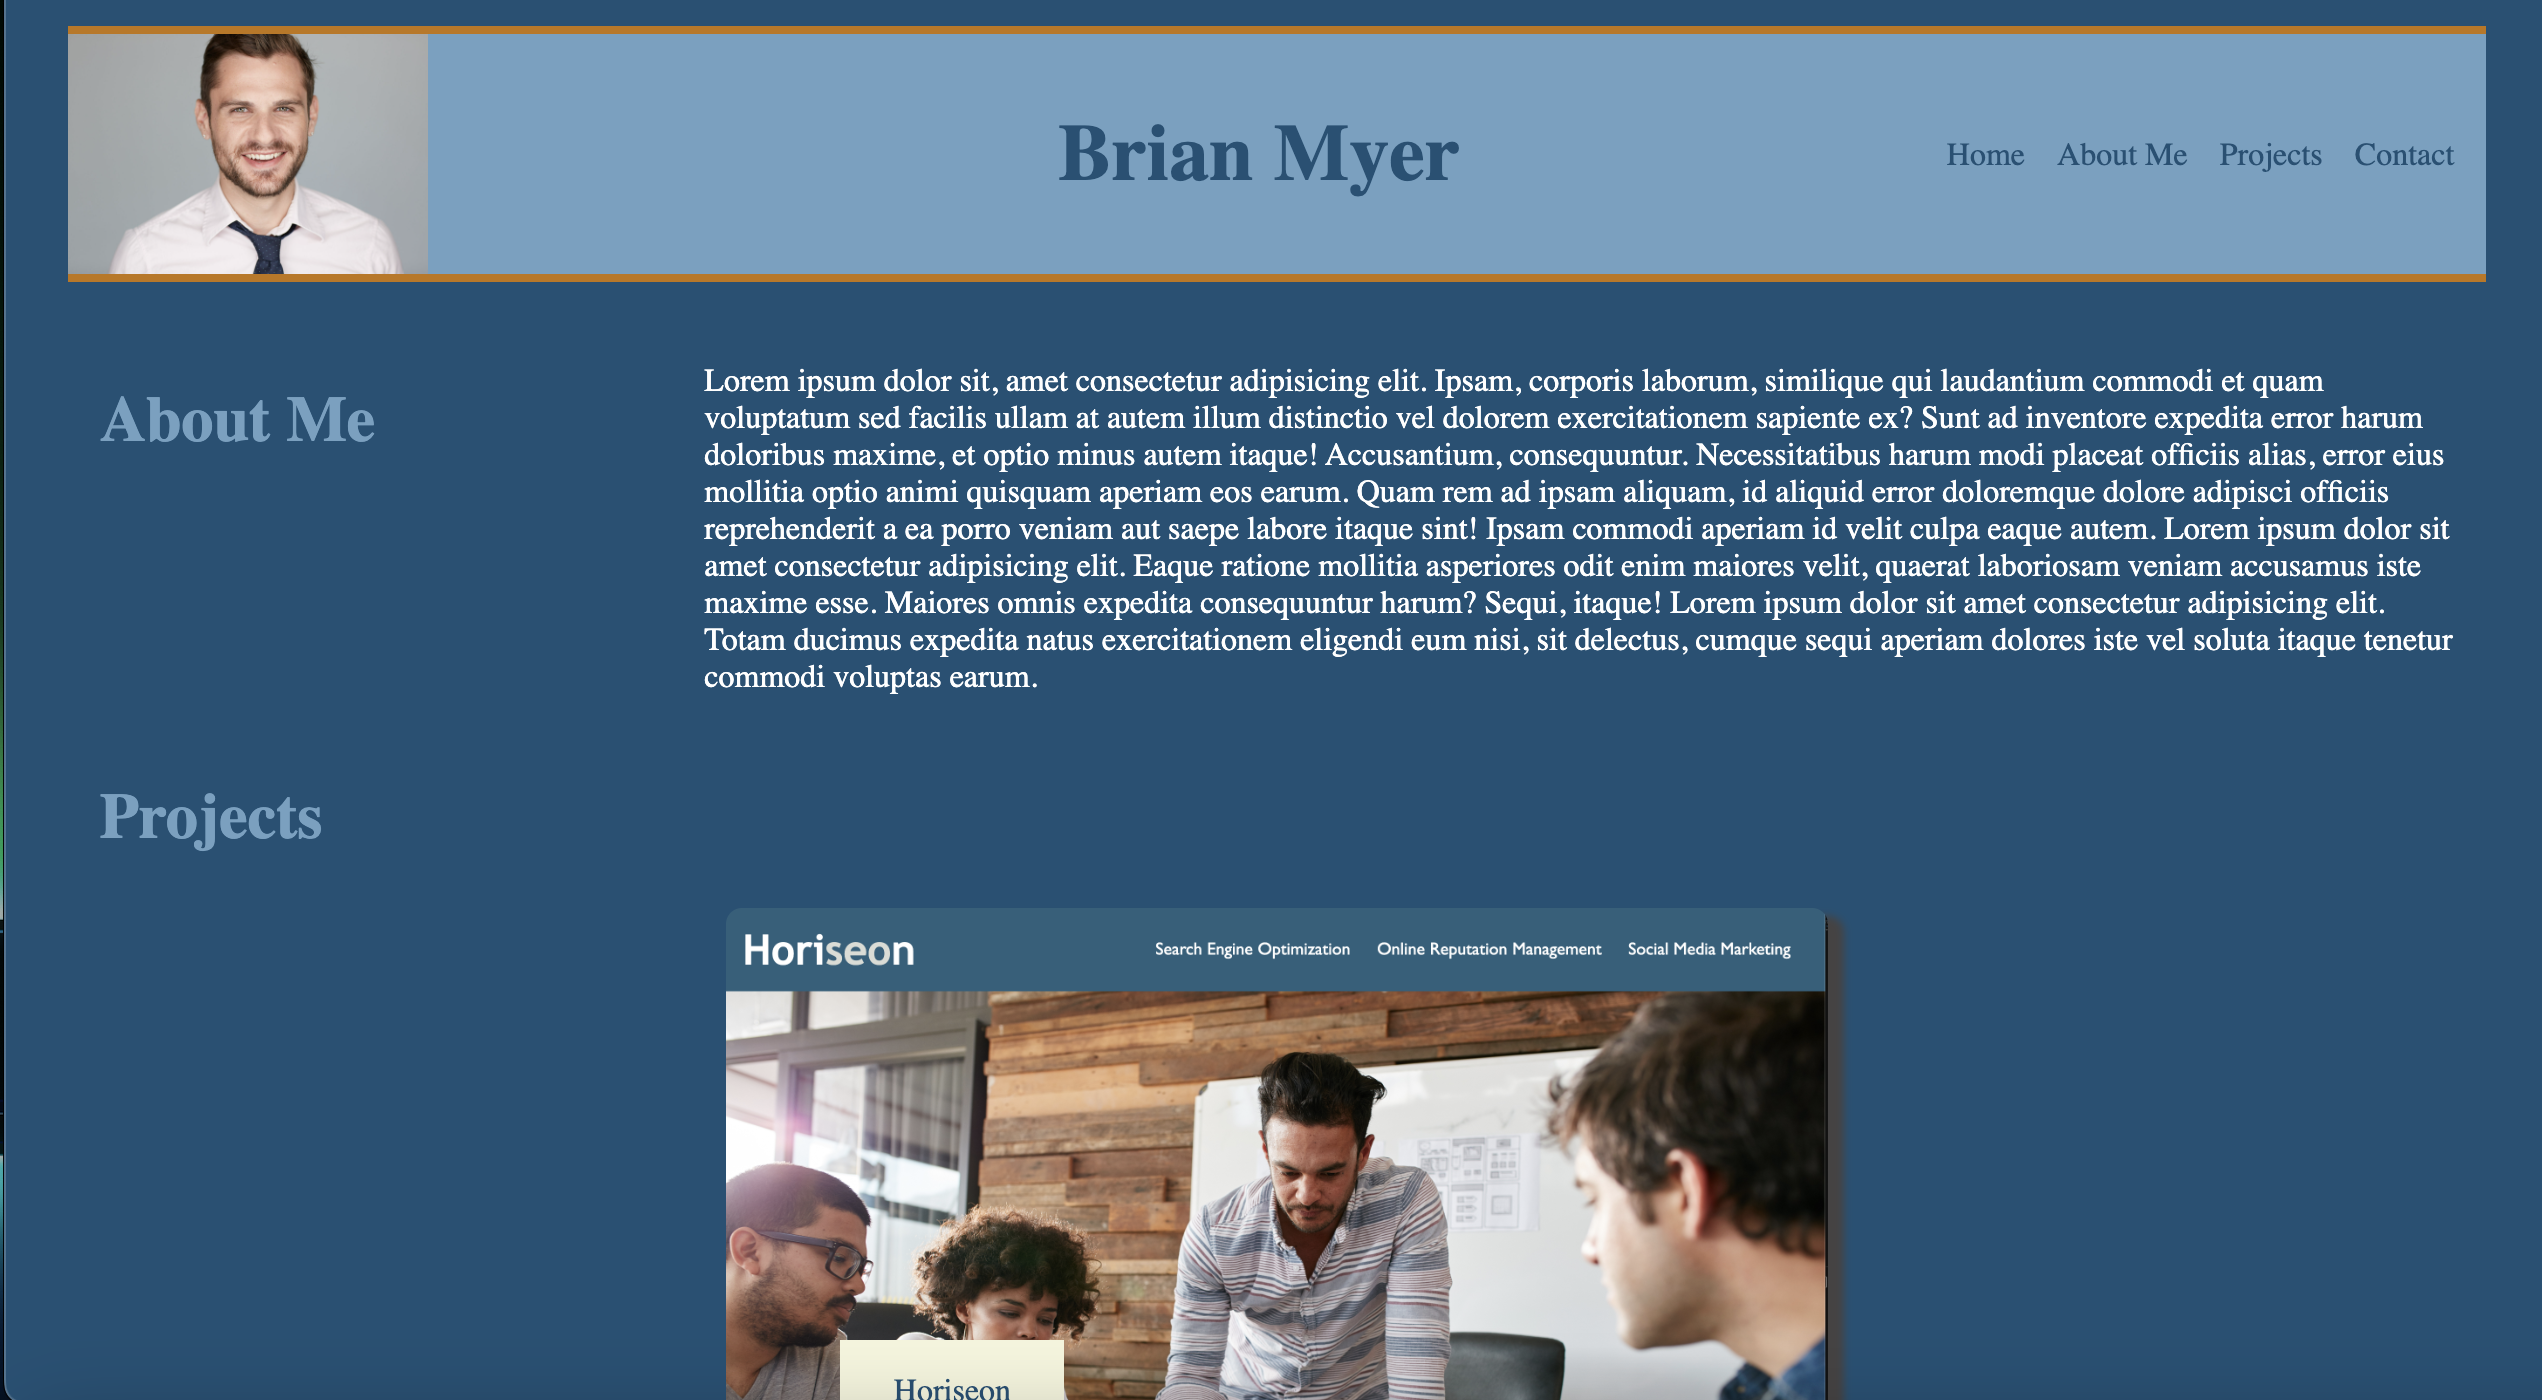 Brian Myer
Home About Me Projects Contact
About Me
Lorem ipsum dolor sit, amet consectetur adipisicing elit. Ipsam, corporis laborum, similique qui laudantium commodi et quam
voluptatum sed facilis ullam at autem illum distinctio vel dolorem exercitationem sapiente ex? Sunt ad inventore expedita error harum
doloribus maxime, et optio minus autem itaque! Accusantium, consequuntur. Necessitatibus harum modi placeat officiis alias, error eius
mollitia optio animi quisquam aperiam eos earum. Quam rem ad ipsam aliquam, id aliquid error doloremque dolore adipisci officiis
reprehenderit a ea porro veniam aut saepe labore itaque sint! Ipsam commodi aperiam id velit culpa eaque autem. Lorem ipsum dolor sit
amet consectetur adipisicing elit. Eaque ratione mollitia asperiores odit enim maiores velit, quaerat laboriosam veniam accusamus iste
maxime esse. Maiores omnis expedita consequuntur harum? Sequi, itaque! Lorem ipsum dolor sit amet consectetur adipisicing elit.
Totam ducimus expedita natus exercitationem eligendi eum nisi, sit delectus, cumque sequi aperiam dolores iste vel soluta itaque tenetur
commodi voluptas earum.
Projects
Horiseon
Search Engine Optimization Online Reputation Management Social Media Marketing
Horiseon